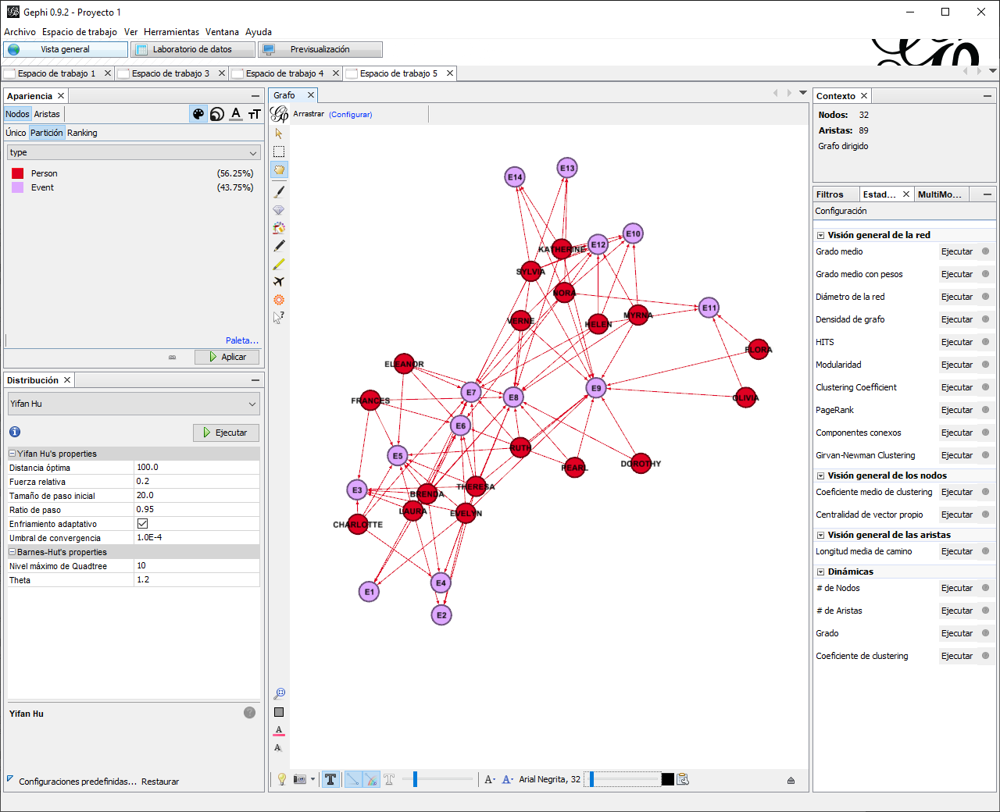 Gephi 0.9.2 - Proyecto 1
Archivo Espacio de trabajo Ver Herramientas Ventana Ayuda
Vista general Laboratorio de datos Previsualización
Espacio de trabajo 1 Espacio de trabajo 3 Espacio de trabajo 4 Espacio de trabajo 5
Apariencia
Nodos Aristas
Único Partición Ranking
type
Person (56.25%)
Event (43.75%)
Paleta...
Aplicar
Distribución
Yifan Hu
Ejecutar
Yifan Hu's properties
Distancia óptima 100.0
Fuerza relativa 0.2
Tamaño de paso inicial 20.0
Ratio de paso 0.95
Enfriamiento adaptativo
Umbral de convergencia 1.0E-4
Barnes-Hut's properties
Nivel máximo de Quadtree 10
Theta 1.2
Yifan Hu
Configuraciones predefinidas... Restaurar
Grafo
Arrastrar (Configurar)
E14
E13
E10
E12
KATHERINE
SYLVIA
NORA
E11
VERNE
HELEN
MYRNA
FLORA
ELEANOR
E7
E8
E9
OLIVIA
FRANCES
E6
RUTH
E5
PEARL
DOROTHY
E3
BRENDA
THERESA
LAURA
EVELYN
CHARLOTTE
E1
E4
E2
Arial Negrita, 32
Contexto
Nodos: 32
Aristas: 89
Grafo dirigido
Filtros Estad... MultiMo...
Configuración
Visión general de la red
Grado medio Ejecutar
Grado medio con pesos Ejecutar
Diámetro de la red Ejecutar
Densidad de grafo Ejecutar
HITS Ejecutar
Modularidad Ejecutar
Clustering Coefficient Ejecutar
PageRank Ejecutar
Componentes conexos Ejecutar
Girvan-Newman Clustering Ejecutar
Visión general de los nodos
Coeficiente medio de clustering Ejecutar
Centralidad de vector propio Ejecutar
Visión general de las aristas
Longitud media de camino Ejecutar
Dinámicas
# de Nodos Ejecutar
# de Aristas Ejecutar
Grado Ejecutar
Coeficiente de clustering Ejecutar